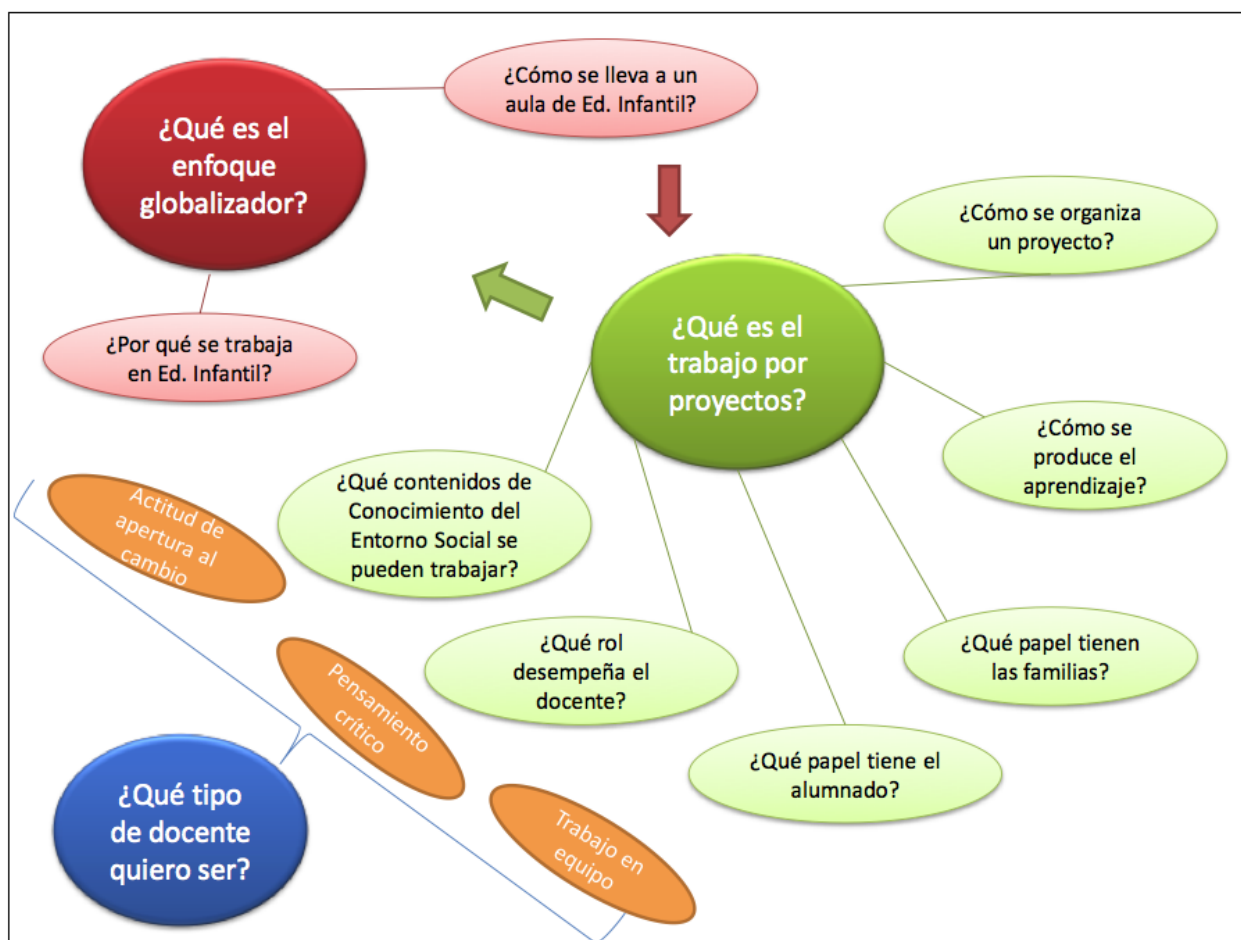 ¿Qué es el
enfoque
globalizador?
¿Cómo se lleva a un
aula de Ed. Infantil?
¿Por qué se trabaja
en Ed. Infantil?
¿Qué es el
trabajo por
proyectos?
¿Cómo se organiza
un proyecto?
¿Cómo se
produce el
aprendizaje?
¿Qué papel tienen
las familias?
¿Qué papel tiene el
alumnado?
¿Qué rol
desempeña el
docente?
¿Qué contenidos de
Conocimiento del
Entorno Social se
pueden trabajar?
Actitud de
apertura al
cambio
Pensamiento
crítico
Trabajo en
equipo
¿Qué tipo
de docente
quiero ser?